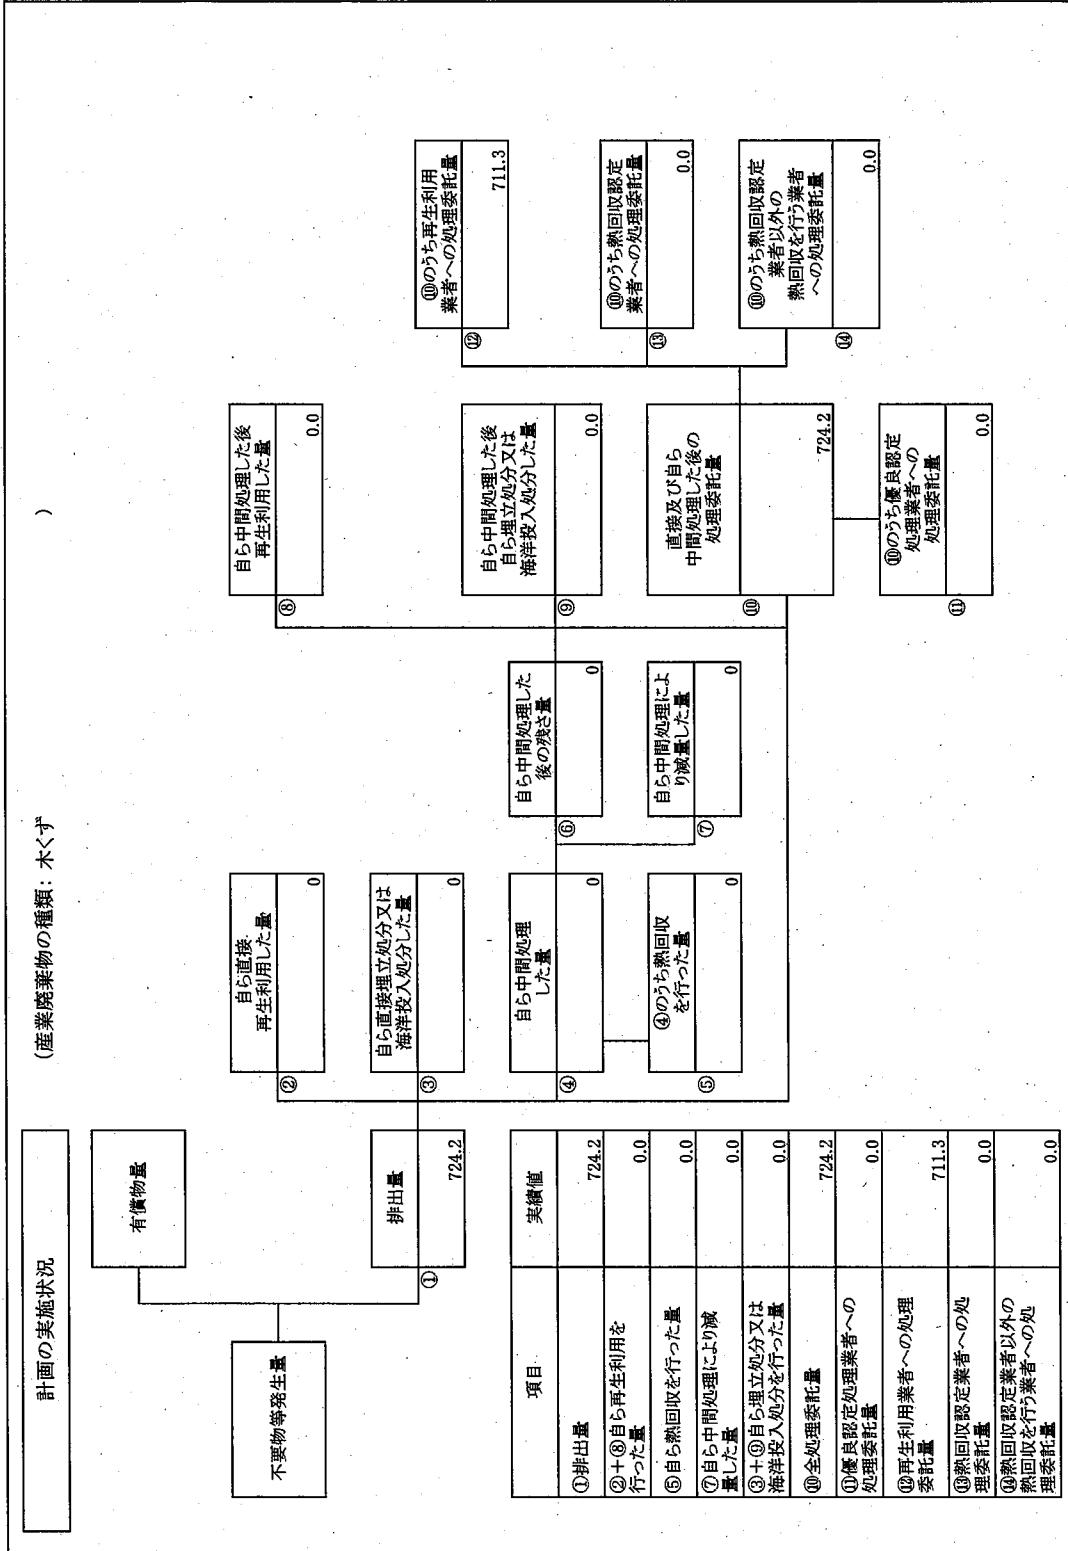 計画の実施状況
(産業廃棄物の種類: 木くず
)
不要物等発生量
有償物量
①
排出量
724.2
②
自ら直接
再生利用した量
0
③
自ら直接埋立処分又は
海洋投入処分した量
0
④
自ら中間処理
した量
0
⑤
④のうち熱回収
を行った量
0
⑥
自ら中間処理した
後の残さ量
0
⑦
自ら中間処理によ
り減量した量
0
⑧
自ら中間処理した後
再生利用した量
0.0
⑨
自ら中間処理した後
自ら埋立処分又は
海洋投入処分した量
0.0
⑩
直接及び自ら
中間処理した後の
処理委託量
724.2
⑪
⑩のうち優良認定
処理業者への
処理委託量
0.0
⑫
⑩のうち再生利用
業者への処理委託量
711.3
⑬
⑩のうち熱回収認定
業者への処理委託量
0.0
⑭
⑩のうち熱回収認定
業者以外の
熱回収を行う業者
への処理委託量
0.0
項目
実績値
①排出量
724.2
②+⑧自ら再生利用を
行った量
0.0
⑤自ら熱回収を行った量
0.0
⑦自ら中間処理により減
量した量
0.0
③+⑨自ら埋立処分又は
海洋投入処分を行った量
0.0
⑩全処理委託量
724.2
⑪優良認定処理業者への
処理委託量
0.0
⑫再生利用業者への処理
委託量
711.3
⑬熱回収認定業者への処
理委託量
0.0
⑭熱回収認定業者以外の
熱回収を行う業者への処
理委託量
0.0